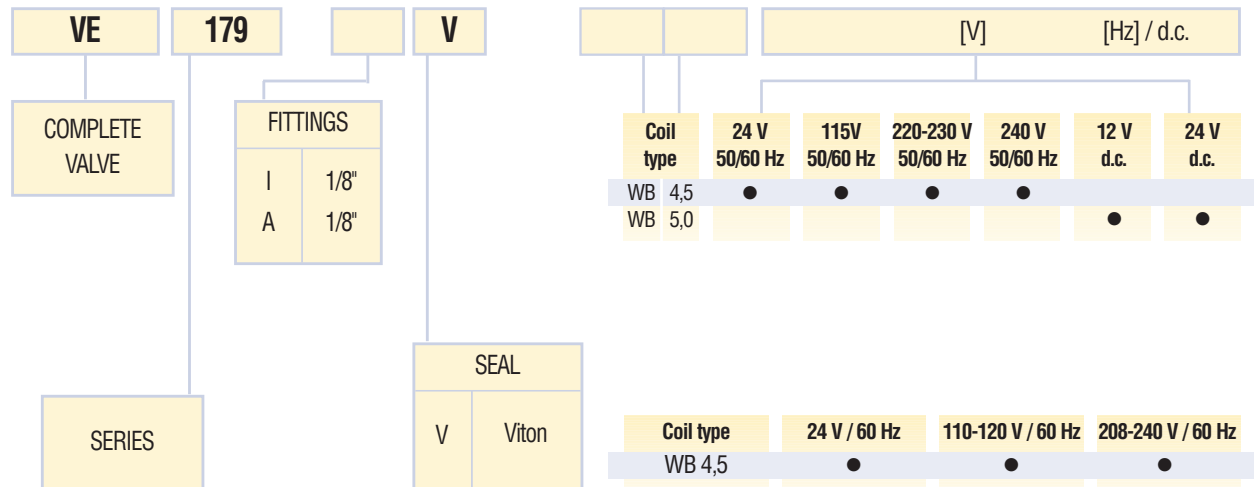 VE 179 V [V] [Hz] / d.c.
COMPLETE
VALVE
FITTINGS
I 1/8"
A 1/8"
Coil
type
24 V
50/60 Hz
115V
50/60 Hz
220-230 V
50/60 Hz
240 V
50/60 Hz
12 V
d.c.
24 V
d.c.
WB 4,5 ● ● ● ●
WB 5,0 ● ●
SERIES
SEAL
V Viton
Coil type 24 V / 60 Hz 110-120 V / 60 Hz 208-240 V / 60 Hz
WB 4,5 ● ● ●